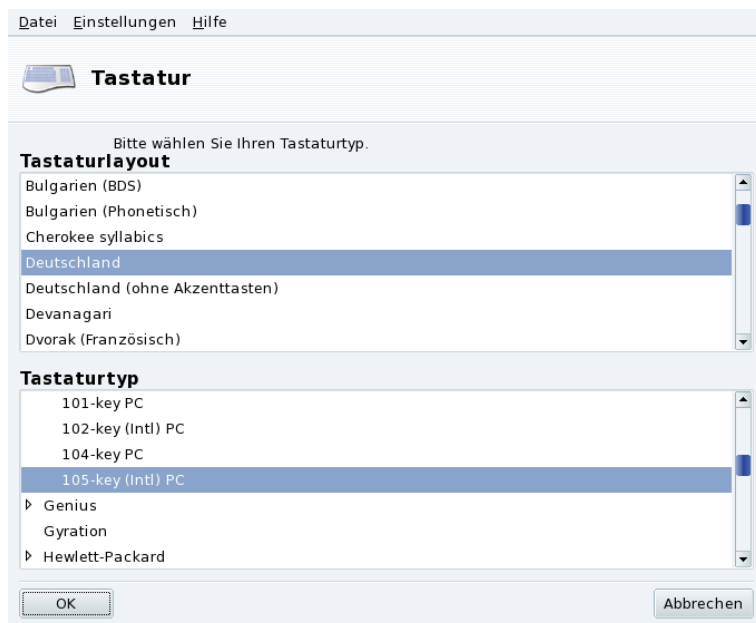 Datei Einstellungen Hilfe
Tastatur
Bitte wählen Sie Ihren Tastaturtyp.
Tastaturlayout
Bulgarien (BDS)
Bulgarien (Phonetisch)
Cherokee syllabics
Deutschland
Deutschland (ohne Akzenttasten)
Devanagari
Dvorak (Französisch)
Tastaturtyp
101-key PC
102-key (Intl) PC
104-key PC
105-key (Intl) PC
Genius
Gyration
Hewlett-Packard
OK Abbrechen